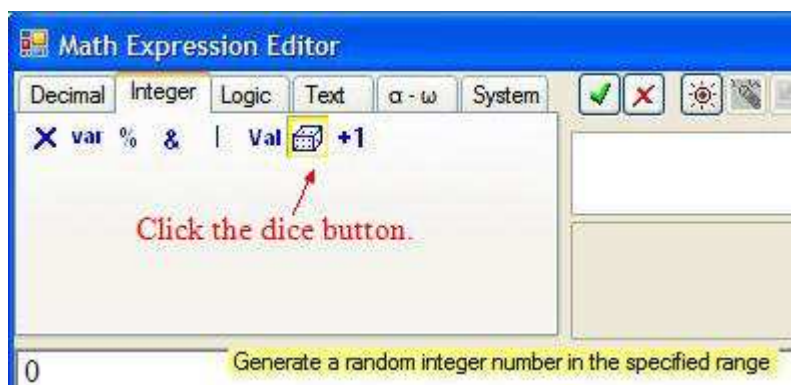 Math Expression Editor
Decimal Integer Logic Text α - ω System
X var % & | Val +1
Click the dice button.
0
Generate a random integer number in the specified range